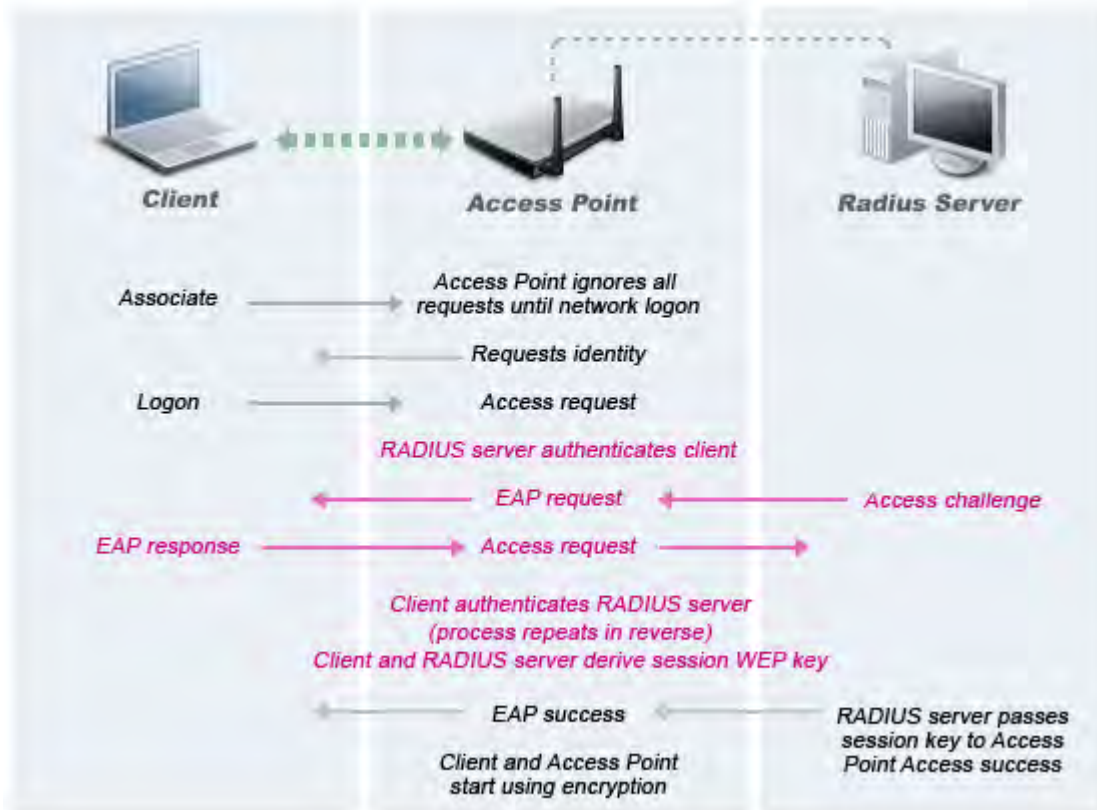 Client
Access Point
Radius Server
Associate
Access Point ignores all
requests until network logon
Requests identity
Logon
Access request
RADIUS server authenticates client
EAP request
Access challenge
EAP response
Access request
Client authenticates RADIUS server
(process repeats in reverse)
Client and RADIUS server derive session WEP key
EAP success
RADIUS server passes
session key to Access
Point Access success
Client and Access Point
start using encryption